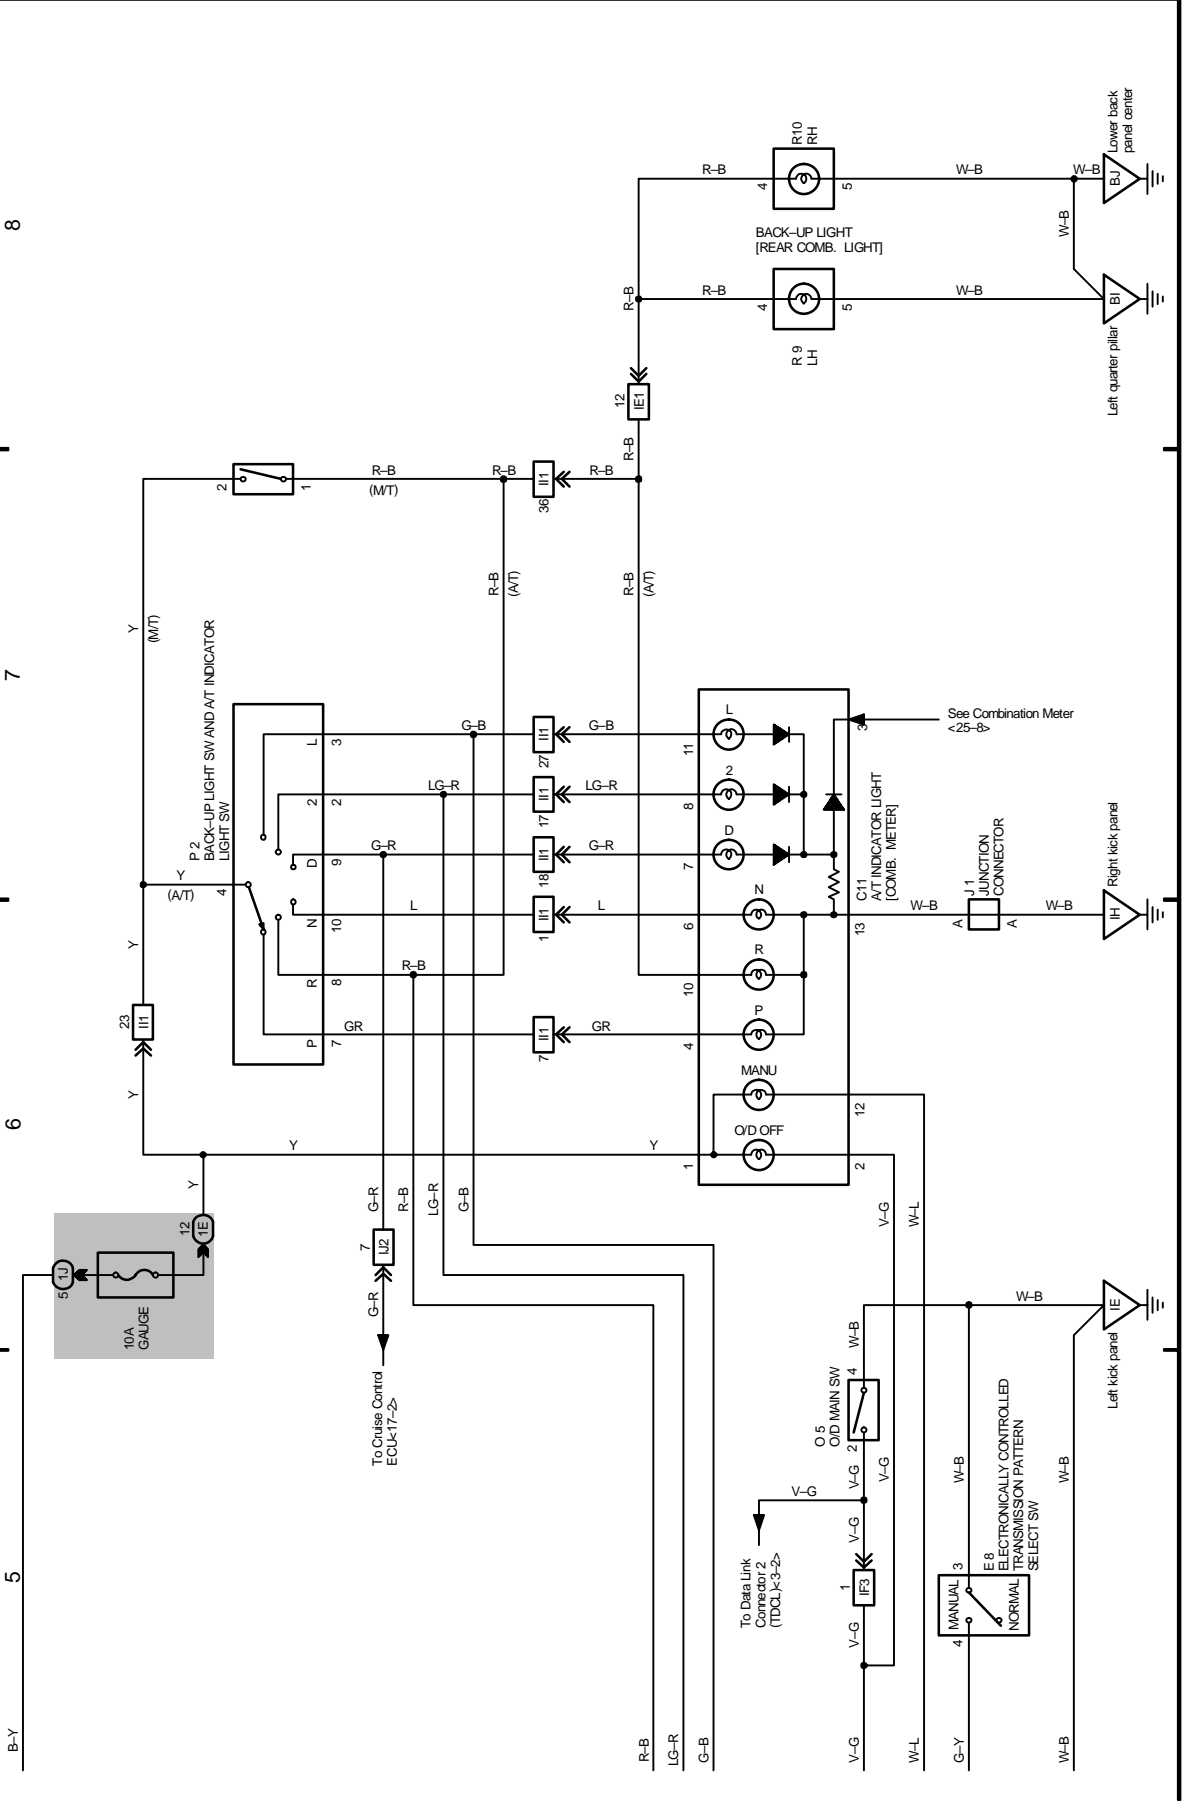 8
7
6
5
B–Y
10A
GAUGE
5
1J
12
1E
Y
Y
23
II1
Y
Y
(A/T)
Y
(M/T)
2
1
R–B
(M/T)
R–B
36
II1
R–B
R–B
(A/T)
R–B
(A/T)
R–B
12
IE1
R–B
R–B
4
R10
RH
5
W–B
W–B
BJ
Lower back
panel center
W–B
BACK–UP LIGHT
[REAR COMB. LIGHT]
R–B
4
R 9
LH
5
W–B
BI
Left quarter pillar
P 2
BACK–UP LIGHT SW AND A/T INDICATOR
LIGHT SW
4
L
3
G–B
27
II1
G–B
11
L
2
2
LG–R
17
II1
LG–R
8
2
D
9
G–R
18
II1
G–R
7
D
N
10
L
1
II1
L
6
N
R
8
R–B
10
R
P
7
GR
7
II1
GR
4
P
MANU
12
Y
Y
1
O/D OFF
2
3
See Combination Meter
<25–8>
C11
A/T INDICATOR LIGHT
[COMB. METER]
13
W–B
J 1
JUNCTION
CONNECTOR
A
A
W–B
IH
Right kick panel
G–R
R–B
LG–R
G–B
7
IJ2
G–R
To Cruise Control
ECU<17–2>
V–G
W–L
O 5
O/D MAIN SW
2
4
W–B
W–B
IE
Left kick panel
V–G
V–G
V–G
V–G
To Data Link
Connector 2
(TDCL)<3–2>
1
IF3
V–G
E 8
ELECTRONICALLY CONTROLLED
TRANSMISSION PATTERN
SELECT SW
MANUAL
NORMAL
3
4
W–B
W–B
R–B
LG–R
G–B
V–G
W–L
G–Y
W–B